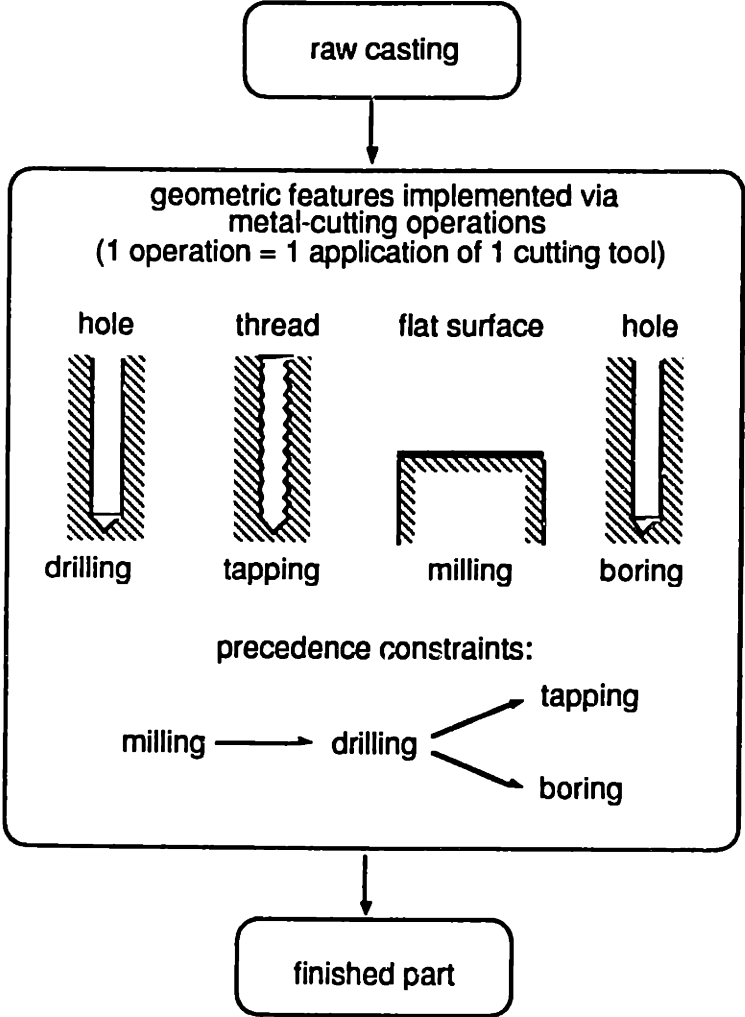 raw casting
geometric features implemented via
metal-cutting operations
(1 operation = 1 application of 1 cutting tool)
hole thread flat surface hole
drilling tapping milling boring
precedence constraints:
tapping
milling drilling
boring
finished part